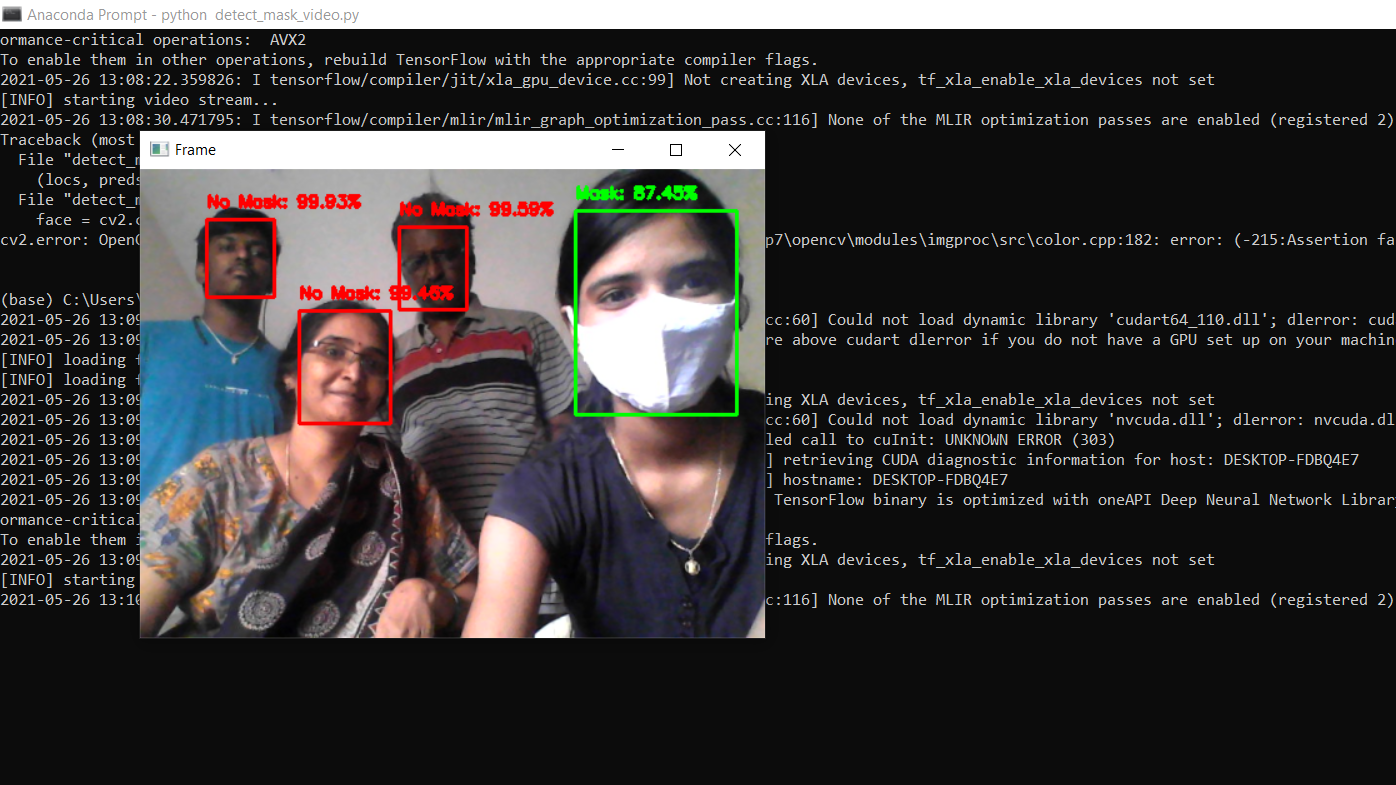 Anaconda Prompt - python  detect_mask_video.py
ormance-critical operations:  AVX2
To enable them in other operations, rebuild TensorFlow with the appropriate compiler flags.
2021-05-26 13:08:22.359826: I tensorflow/compiler/jit/xla_gpu_device.cc:99] Not creating XLA devices, tf_xla_enable_xla_devices not set
[INFO] starting video stream...
2021-05-26 13:08:30.471795: I tensorflow/compiler/mlir/mlir_graph_optimization_pass.cc:116] None of the MLIR optimization passes are enabled (registered 2)
Traceback (most
File "detect_m
(locs, preds
File "detect_m
face = cv2.c
cv2.error: OpenC
p7\opencv\modules\imgproc\src\color.cpp:182: error: (-215:Assertion fa
(base) C:\Users\
2021-05-26 13:09
cc:60] Could not load dynamic library 'cudart64_110.dll'; dlerror: cud
2021-05-26 13:09
re above cudart dlerror if you do not have a GPU set up on your machin
[INFO] loading f
[INFO] loading f
2021-05-26 13:09
ing XLA devices, tf_xla_enable_xla_devices not set
2021-05-26 13:09
cc:60] Could not load dynamic library 'nvcuda.dll'; dlerror: nvcuda.dl
2021-05-26 13:09
led call to cuInit: UNKNOWN ERROR (303)
2021-05-26 13:09
] retrieving CUDA diagnostic information for host: DESKTOP-FDBQ4E7
2021-05-26 13:09
] hostname: DESKTOP-FDBQ4E7
2021-05-26 13:09
TensorFlow binary is optimized with oneAPI Deep Neural Network Library
ormance-critical
To enable them i
flags.
2021-05-26 13:09
ing XLA devices, tf_xla_enable_xla_devices not set
[INFO] starting
2021-05-26 13:10
c:116] None of the MLIR optimization passes are enabled (registered 2)
Frame
No Mask: 99.93%
No Mask: 99.59%
Mask: 87.45%
No Mask: 99.46%